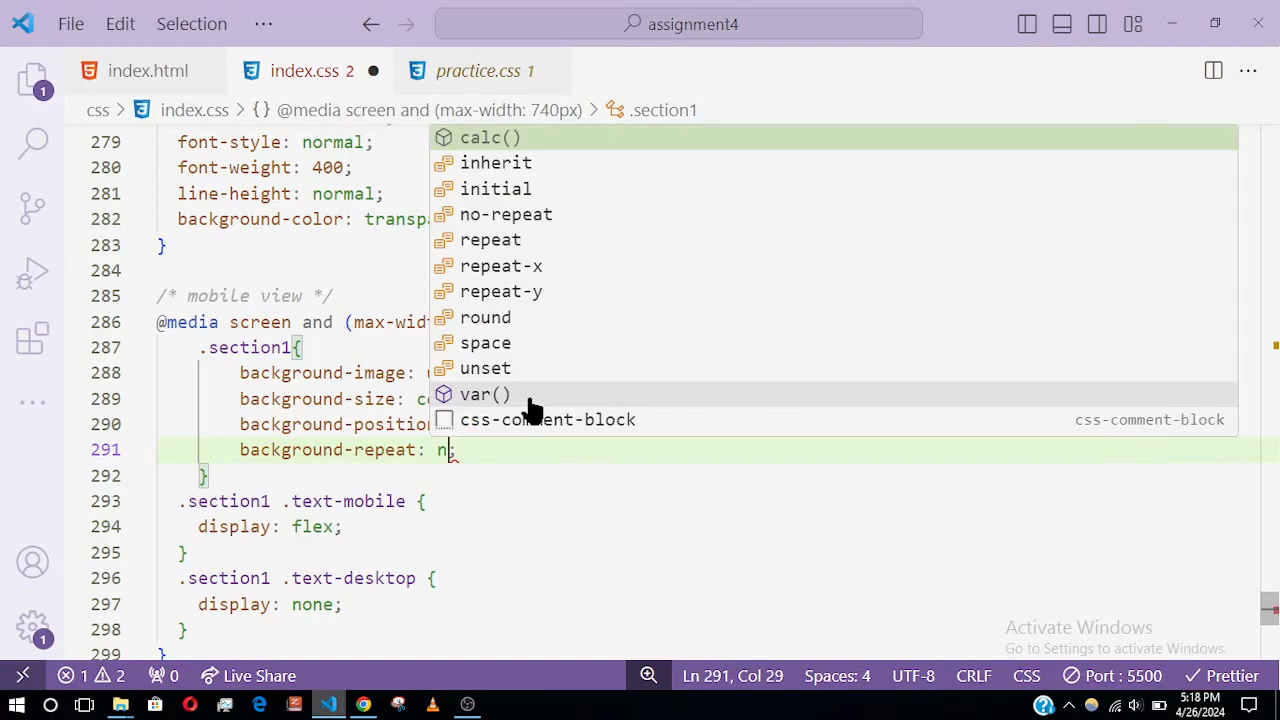 File Edit Selection ··· assignment4
index.html index.css 2 practice.css 1
css > index.css > {} @media screen and (max-width: 740px) > .section1
279 font-style: normal;
280 font-weight: 400;
281 line-height: normal;
282 background-color: transpa
283 }
284
285 /* mobile view */
286 @media screen and (max-wid
287 .section1{
288 background-image:
289 background-size: co
290 background-position
291 background-repeat: n;
292 }
293 .section1 .text-mobile {
294 display: flex;
295 }
296 .section1 .text-desktop {
297 display: none;
298 }
299 }
calc()
inherit
initial
no-repeat
repeat
repeat-x
repeat-y
round
space
unset
var()
css-comment-block css-comment-block
1
1
Activate Windows
Go to Settings to activate Windows.
1 2 0 Live Share Ln 291, Col 29 Spaces: 4 UTF-8 CRLF CSS Port : 5500 Prettier
5:18 PM
4/26/2024